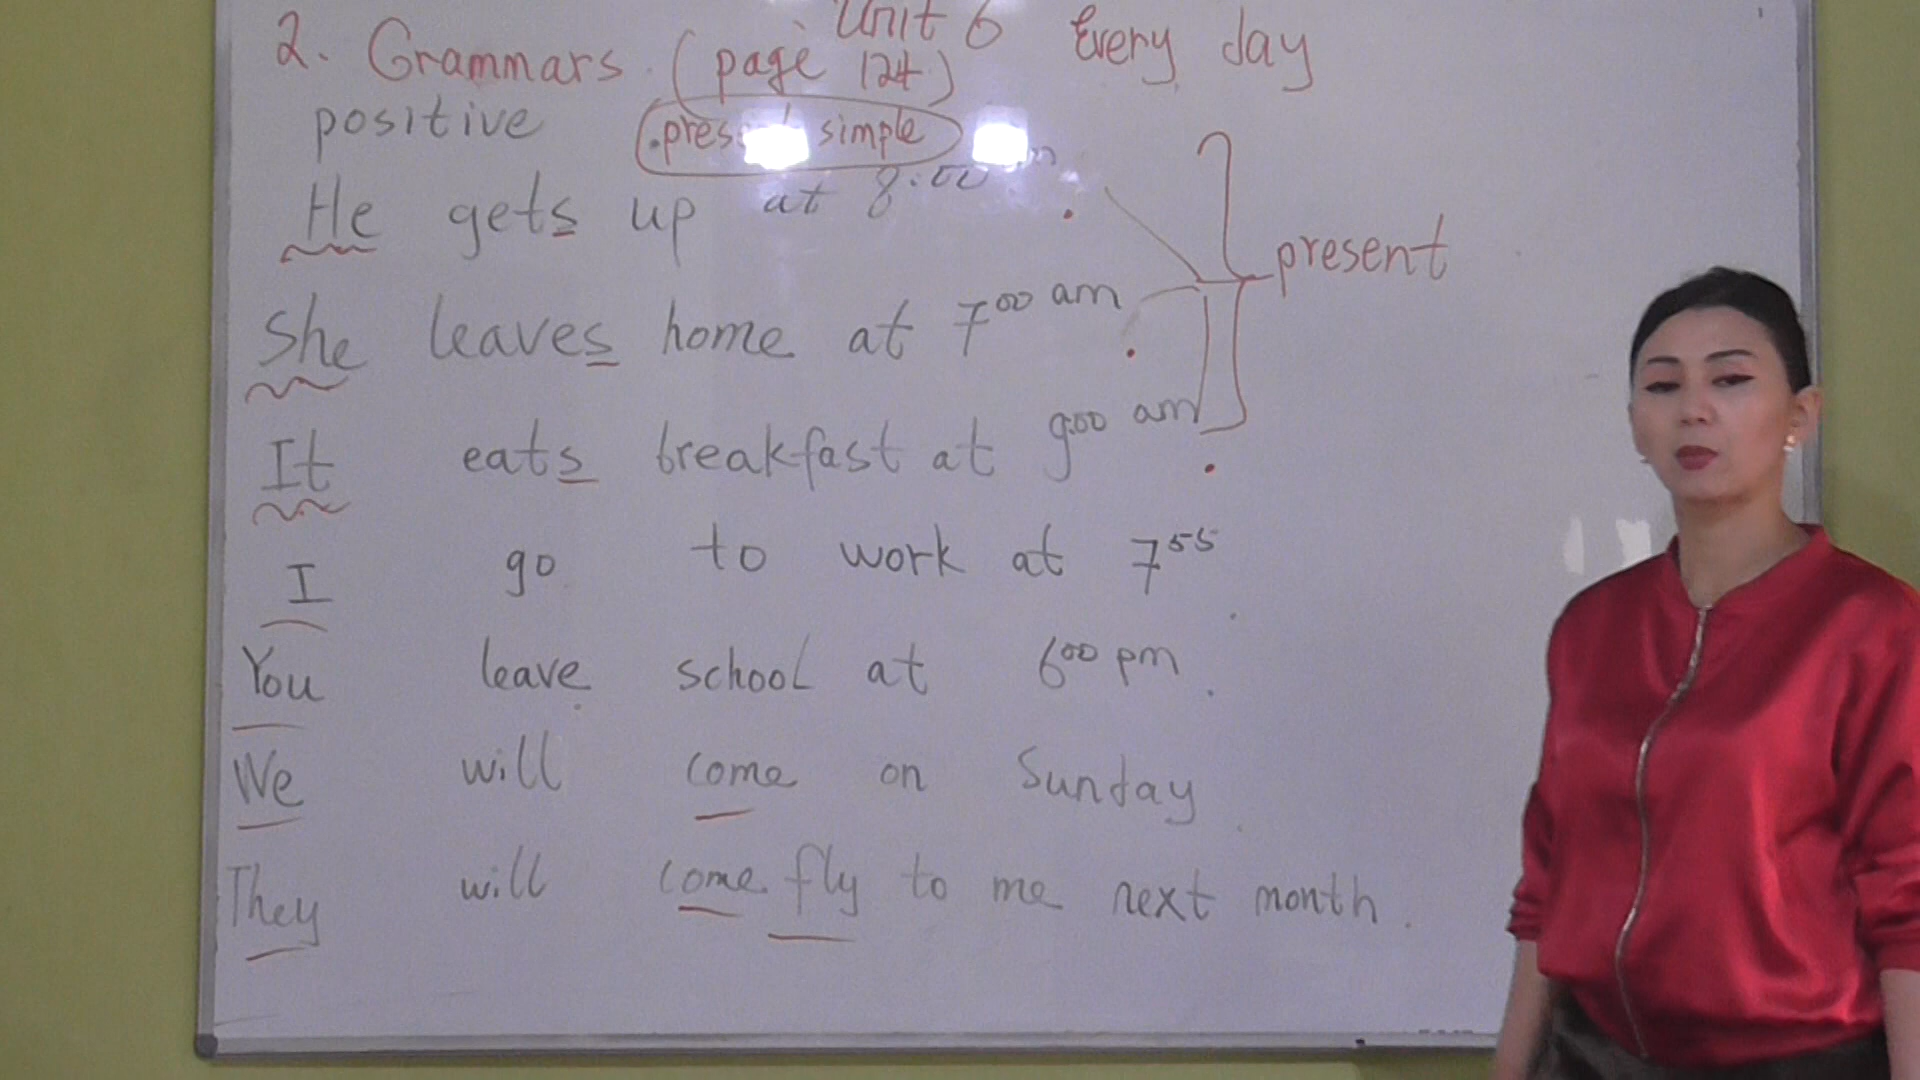 Unit 6 Every day
2. Grammars (page 124)
positive present simple
He gets up at 8:00
present
She leaves home at 7⁰⁰ am.
It eats breakfast at 9:00 am.
I go to work at 7⁵⁵.
You leave school at 6⁰⁰ pm.
We will come on Sunday.
They will come fly to me next month.